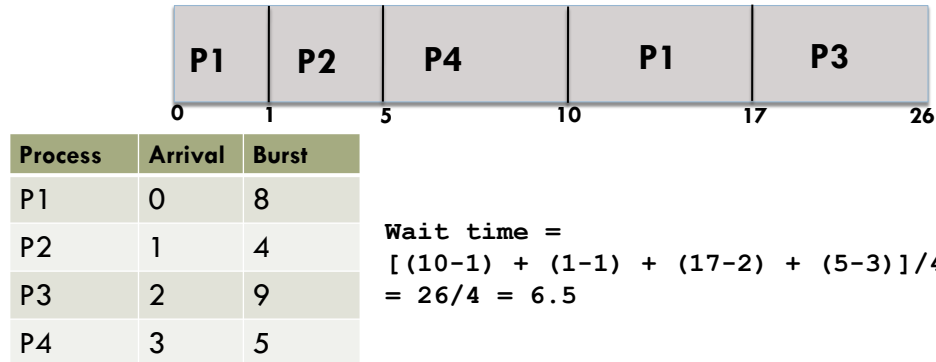 P1 P2 P4 P1 P3
0 1 5 10 17 26
Process Arrival Burst
P1 0 8
P2 1 4
P3 2 9
P4 3 5
Wait time =
[(10-1) + (1-1) + (17-2) + (5-3)]/4
= 26/4 = 6.5